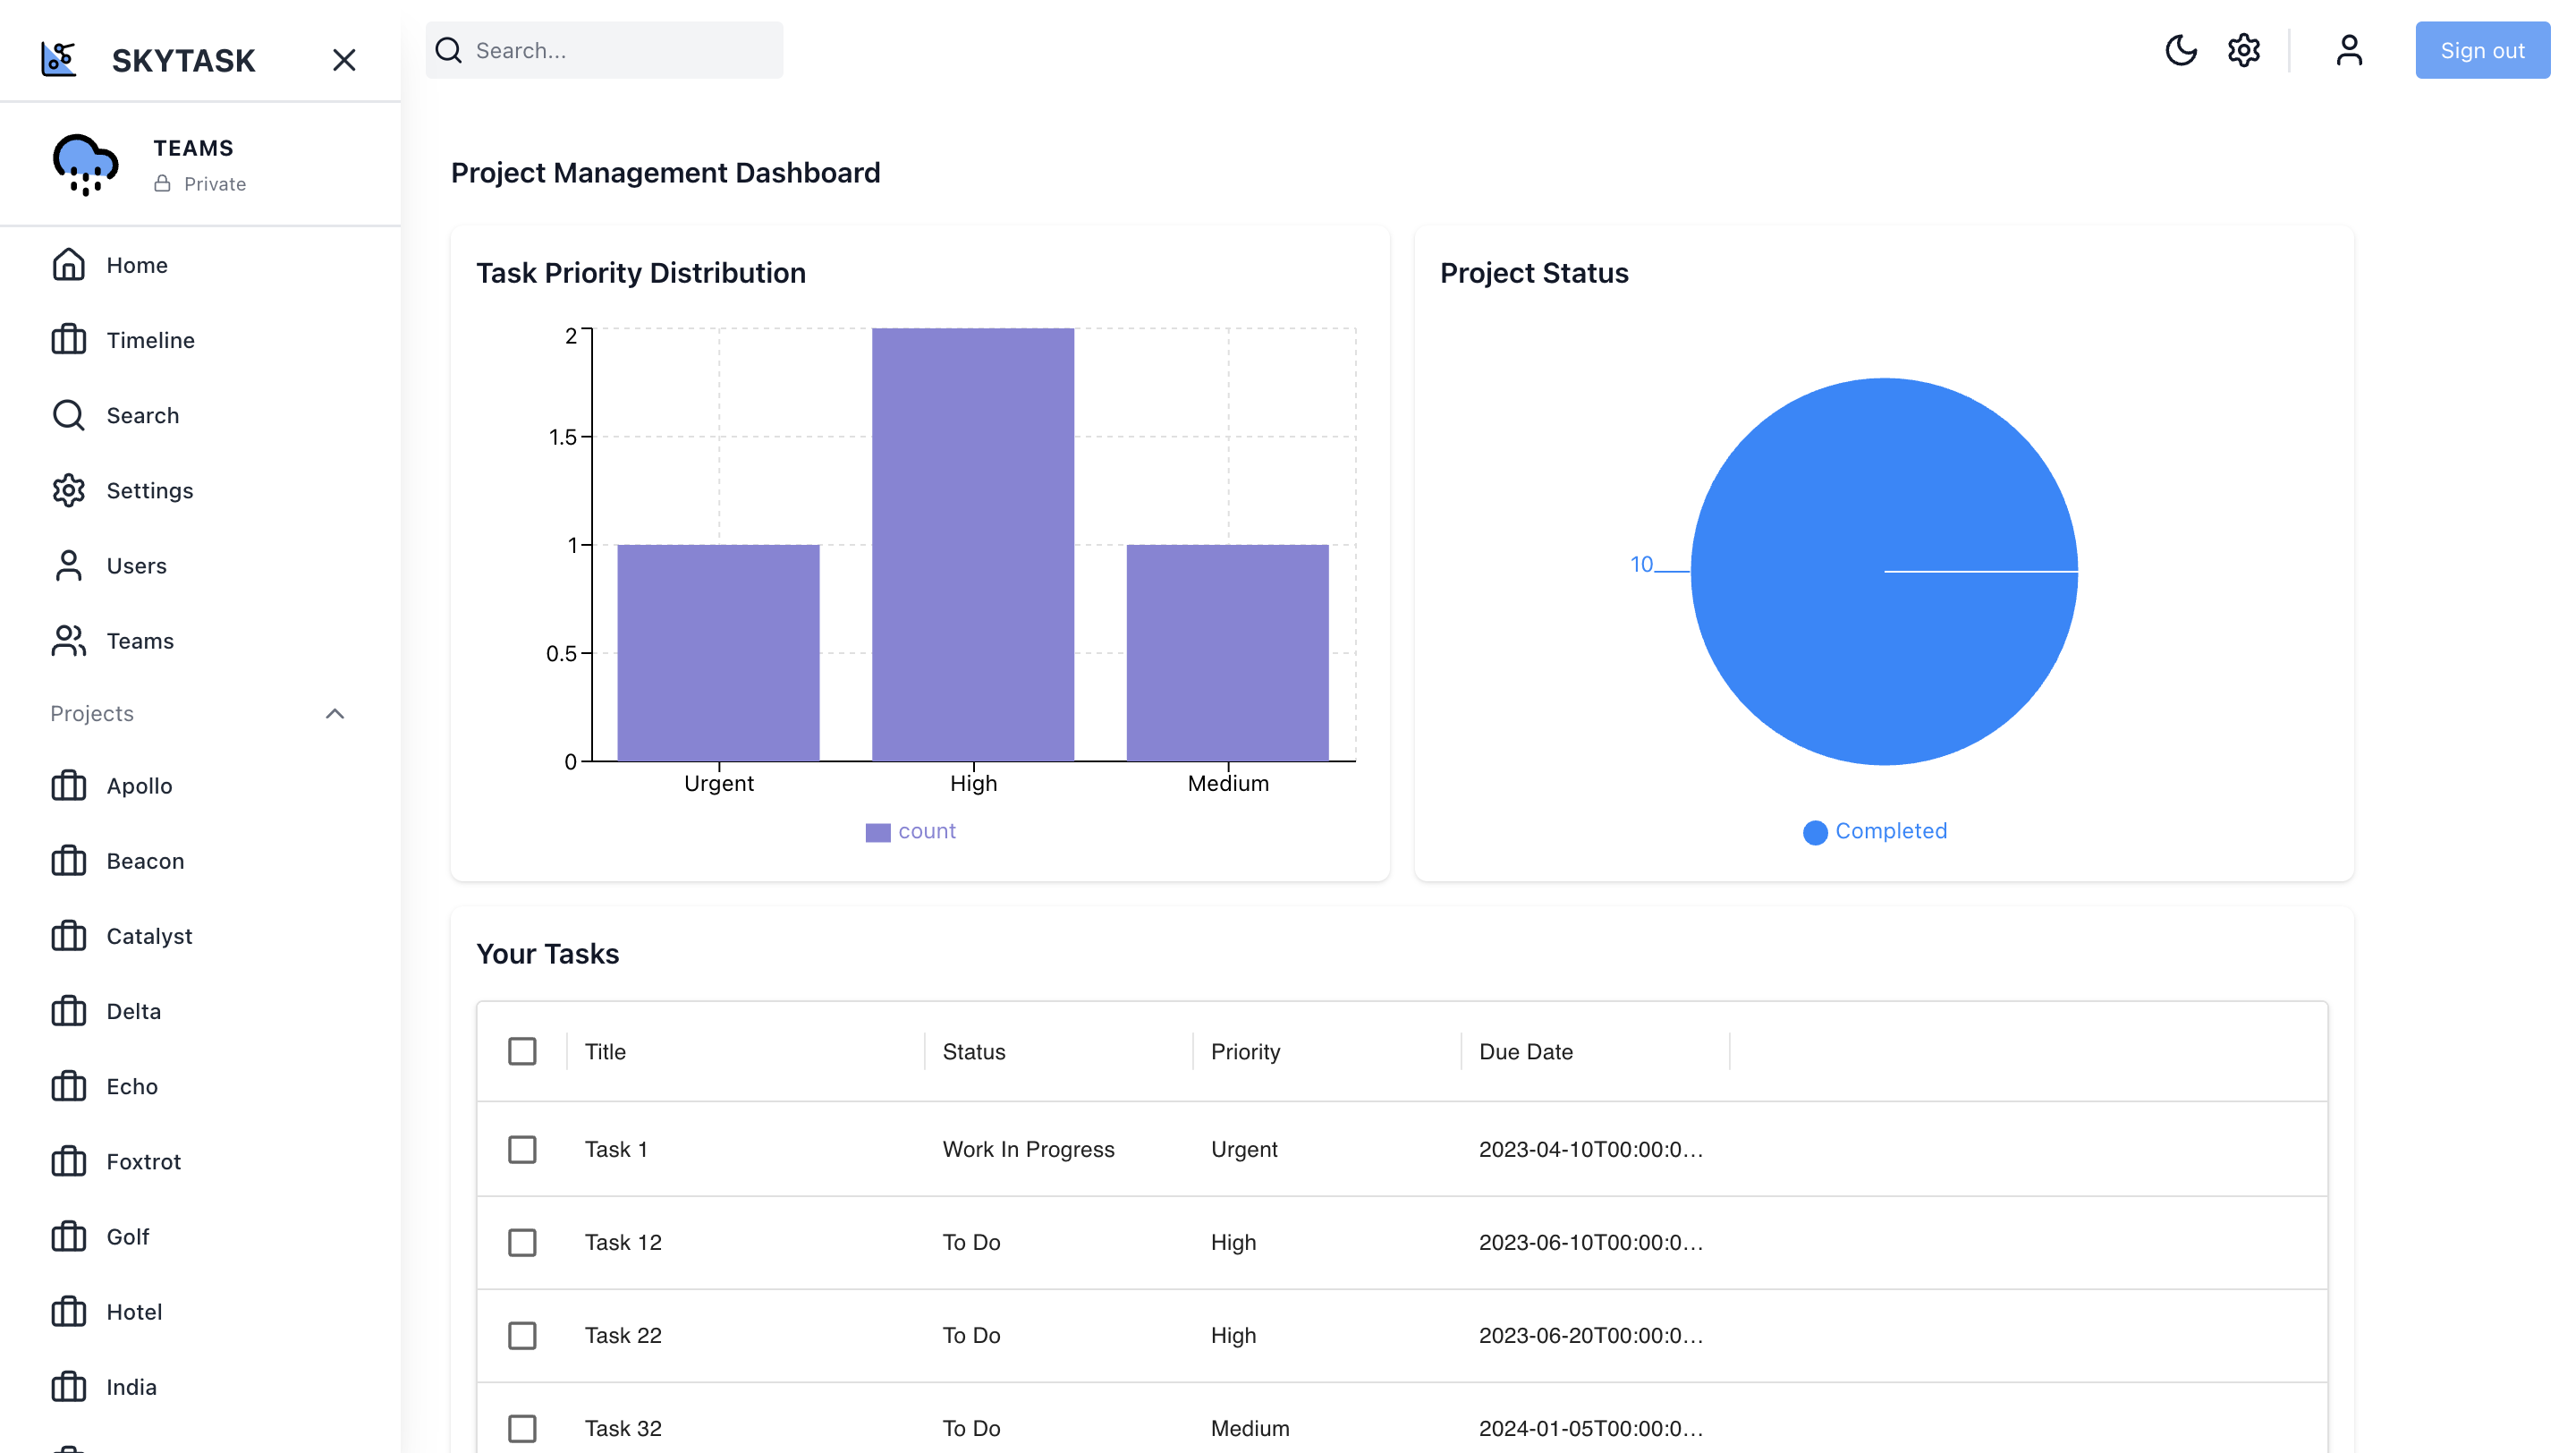 SKYTASK
TEAMS
Private
Home
Timeline
Search
Settings
Users
Teams
Projects
Apollo
Beacon
Catalyst
Delta
Echo
Foxtrot
Golf
Hotel
India
Search...
Sign out
Project Management Dashboard
Task Priority Distribution
2
1.5
1
0.5
0
Urgent High Medium
count
Project Status
10
Completed
Your Tasks
Title Status Priority Due Date
Task 1 Work In Progress Urgent 2023-04-10T00:00:0...
Task 12 To Do High 2023-06-10T00:00:0...
Task 22 To Do High 2023-06-20T00:00:0...
Task 32 To Do Medium 2024-01-05T00:00:0...